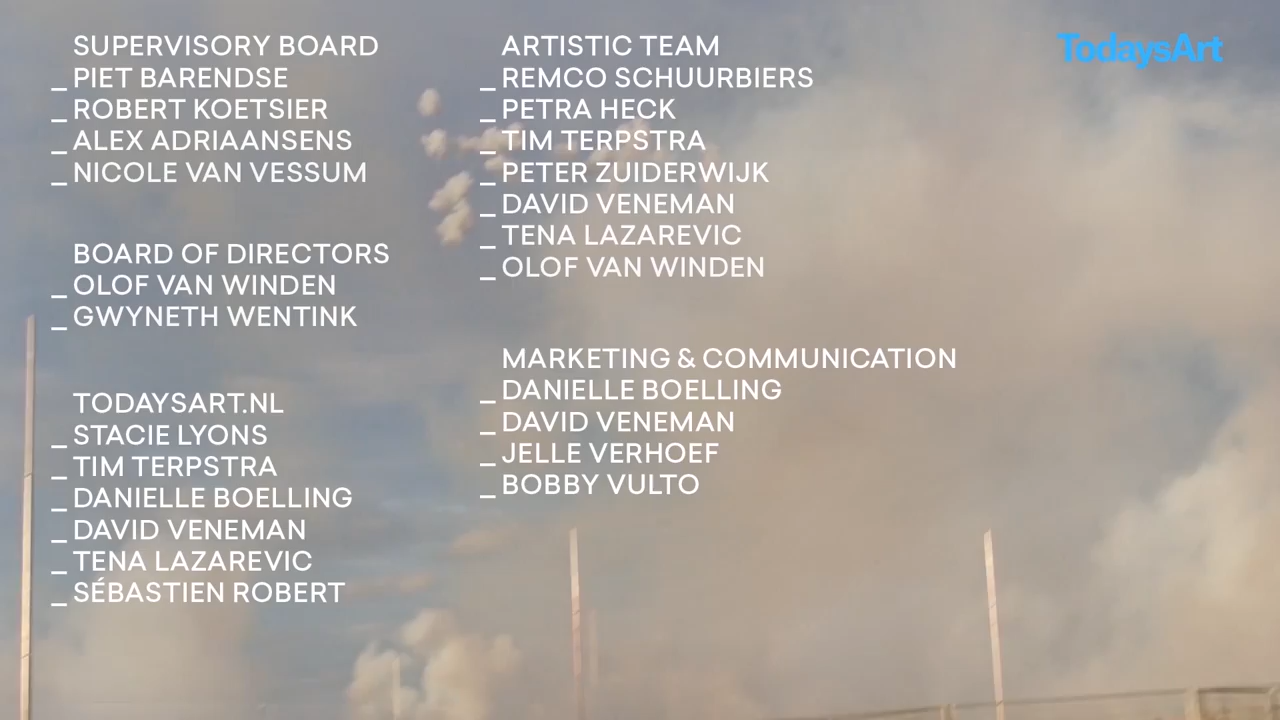 SUPERVISORY BOARD
_ PIET BARENDSE
_ ROBERT KOETSIER
_ ALEX ADRIAANSENS
_ NICOLE VAN VESSUM
BOARD OF DIRECTORS
_ OLOF VAN WINDEN
_ GWYNETH WENTINK
TODAYSART.NL
_ STACIE LYONS
_ TIM TERPSTRA
_ DANIELLE BOELLING
_ DAVID VENEMAN
_ TENA LAZAREVIC
_ SÉBASTIEN ROBERT
ARTISTIC TEAM
_ REMCO SCHUURBIERS
_ PETRA HECK
_ TIM TERPSTRA
_ PETER ZUIDERWIJK
_ DAVID VENEMAN
_ TENA LAZAREVIC
_ OLOF VAN WINDEN
MARKETING & COMMUNICATION
_ DANIELLE BOELLING
_ DAVID VENEMAN
_ JELLE VERHOEF
_ BOBBY VULTO
TodaysArt